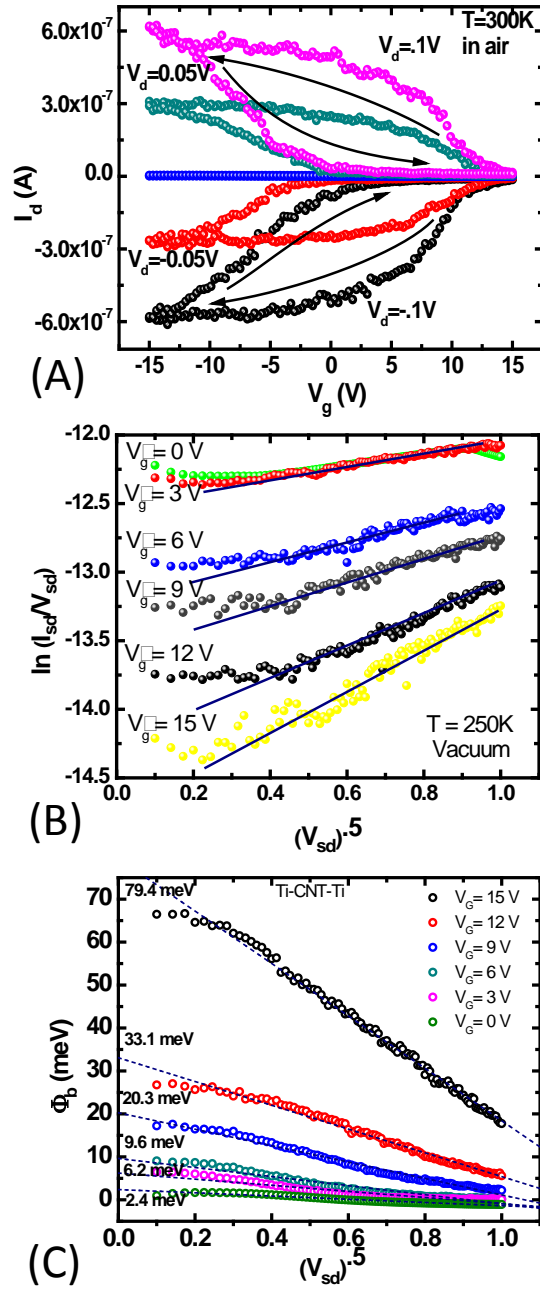 6.0x10⁻⁷
3.0x10⁻⁷
0.0
-3.0x10⁻⁷
-6.0x10⁻⁷
I_d (A)
T=300K
in air
V_d=.1V
V_d=0.05V
V_d=-0.05V
V_d=-.1V
-15 -10 -5 0 5 10 15
V_g (V)
(A)
-12.0
-12.5
-13.0
-13.5
-14.0
-14.5
ln (I_sd/V_sd)
V_g□= 0 V
V_g□= 3 V
V_g□= 6 V
V_g□= 9 V
V_g□= 12 V
V_g□= 15 V
T = 250K
Vacuum
0.0 0.2 0.4 0.6 0.8 1.0
(V_sd)^.5
(B)
70
60
50
40
30
20
10
0
Φ_b (meV)
79.4 meV
33.1 meV
20.3 meV
9.6 meV
6.2 meV
2.4 meV
Ti-CNT-Ti
V_G= 15 V
V_G= 12 V
V_G= 9 V
V_G= 6 V
V_G= 3 V
V_G= 0 V
0.0 0.2 0.4 0.6 0.8 1.0
(V_sd)^.5
(C)